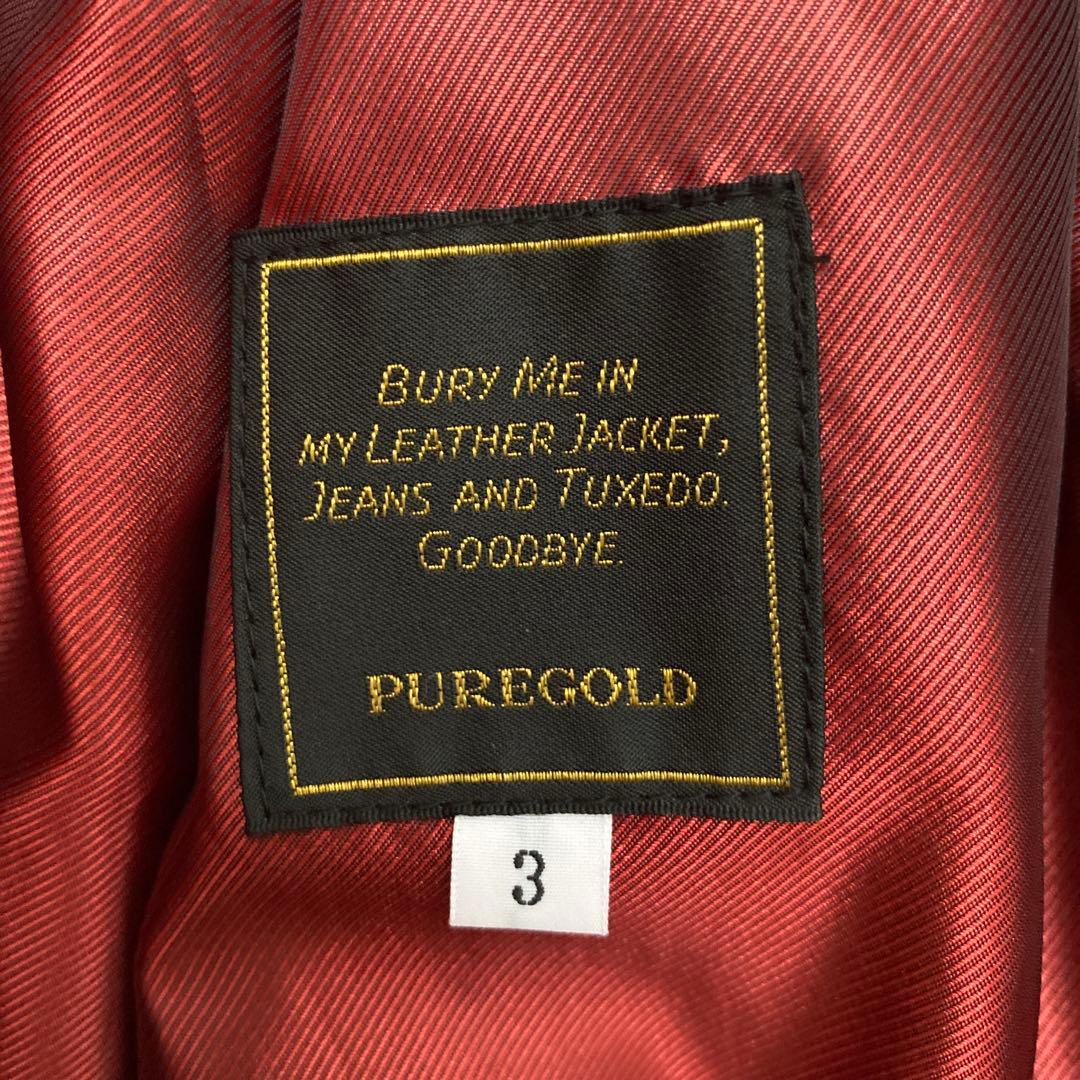 BURY ME IN
MY LEATHER JACKET,
JEANS AND TUXEDO.
GOODBYE.
PUREGOLD
3